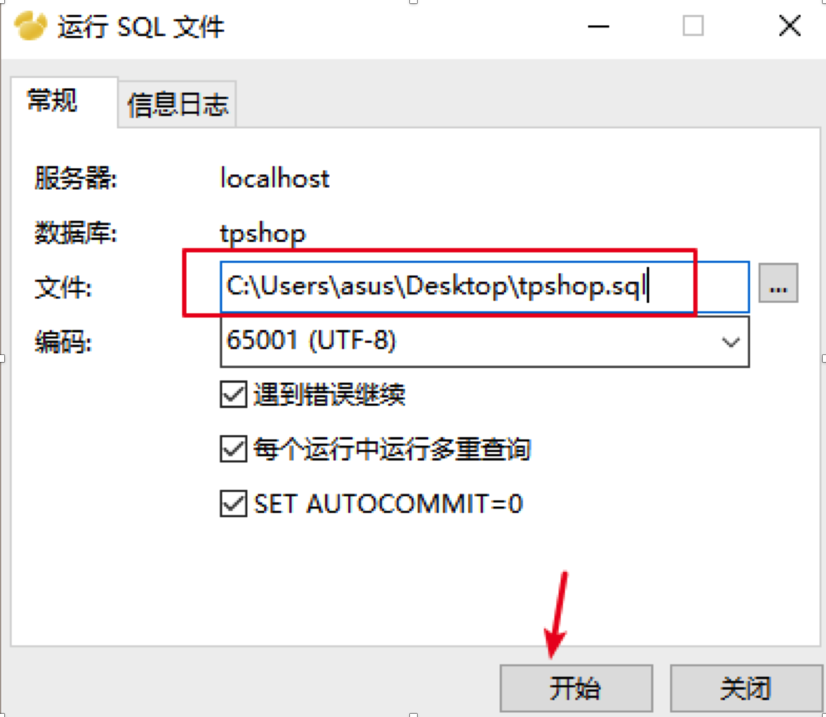 运行 SQL 文件
常规
信息日志
服务器: localhost
数据库: tpshop
文件: C:\Users\asus\Desktop\tpshop.sql ...
编码: 65001 (UTF-8)
遇到错误继续
每个运行中运行多重查询
SET AUTOCOMMIT=0
开始 关闭